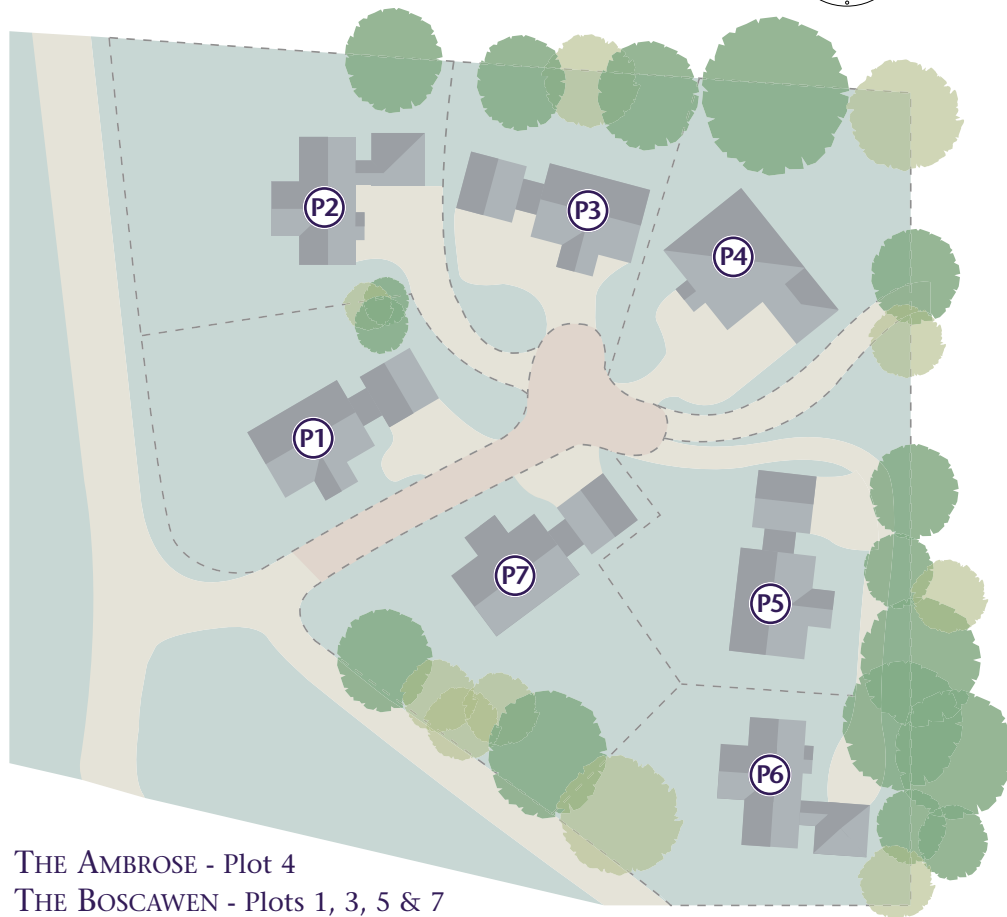 P2
P3
P4
P1
P7
P5
P6
THE AMBROSE - Plot 4
THE BOSCAWEN - Plots 1, 3, 5 & 7